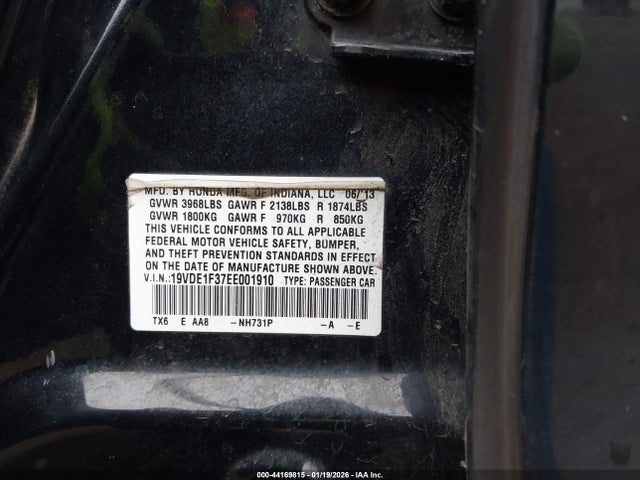 MFD. BY HONDA MFG. OF INDIANA, LLC 06/'13
GVWR 3968LBS GAWR F 2138LBS R 1874LBS
GVWR 1800KG GAWR F 970KG R 850KG
THIS VEHICLE CONFORMS TO ALL APPLICABLE
FEDERAL MOTOR VEHICLE SAFETY, BUMPER,
AND THEFT PREVENTION STANDARDS IN EFFECT
ON THE DATE OF MANUFACTURE SHOWN ABOVE.
V.I.N.:19VDE1F37EE001910 TYPE: PASSENGER CAR
TX6 E AA8 -NH731P -A -E
000-44169815 - 01/19/2026 - IAAI, Inc.